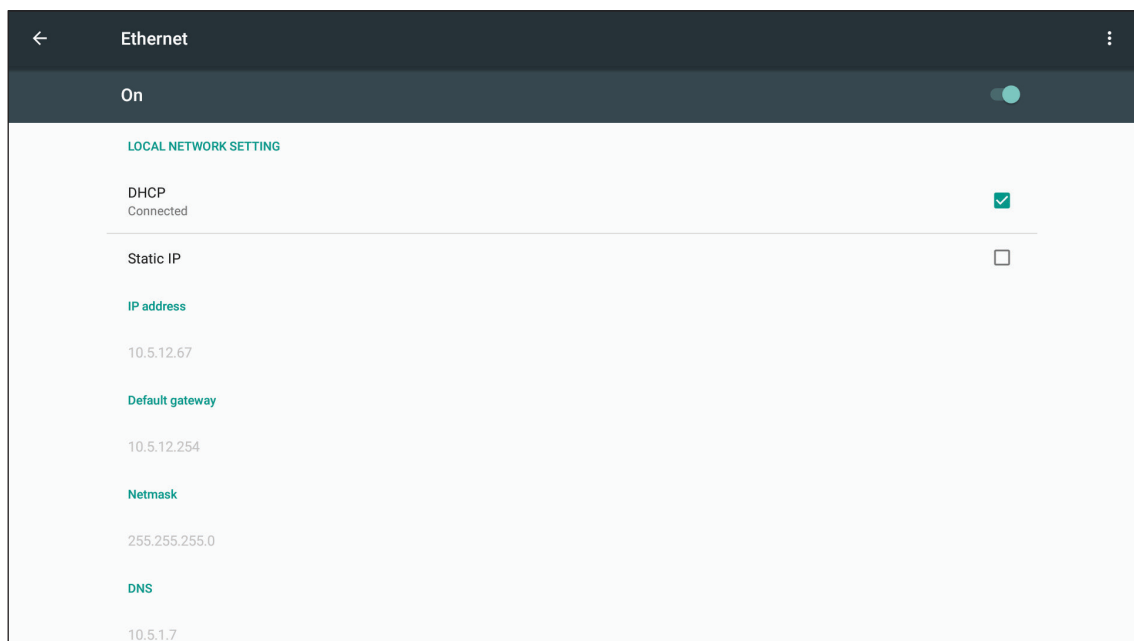 Ethernet
On
LOCAL NETWORK SETTING
DHCP
Connected
Static IP
IP address
10.5.12.67
Default gateway
10.5.12.254
Netmask
255.255.255.0
DNS
10.5.1.7